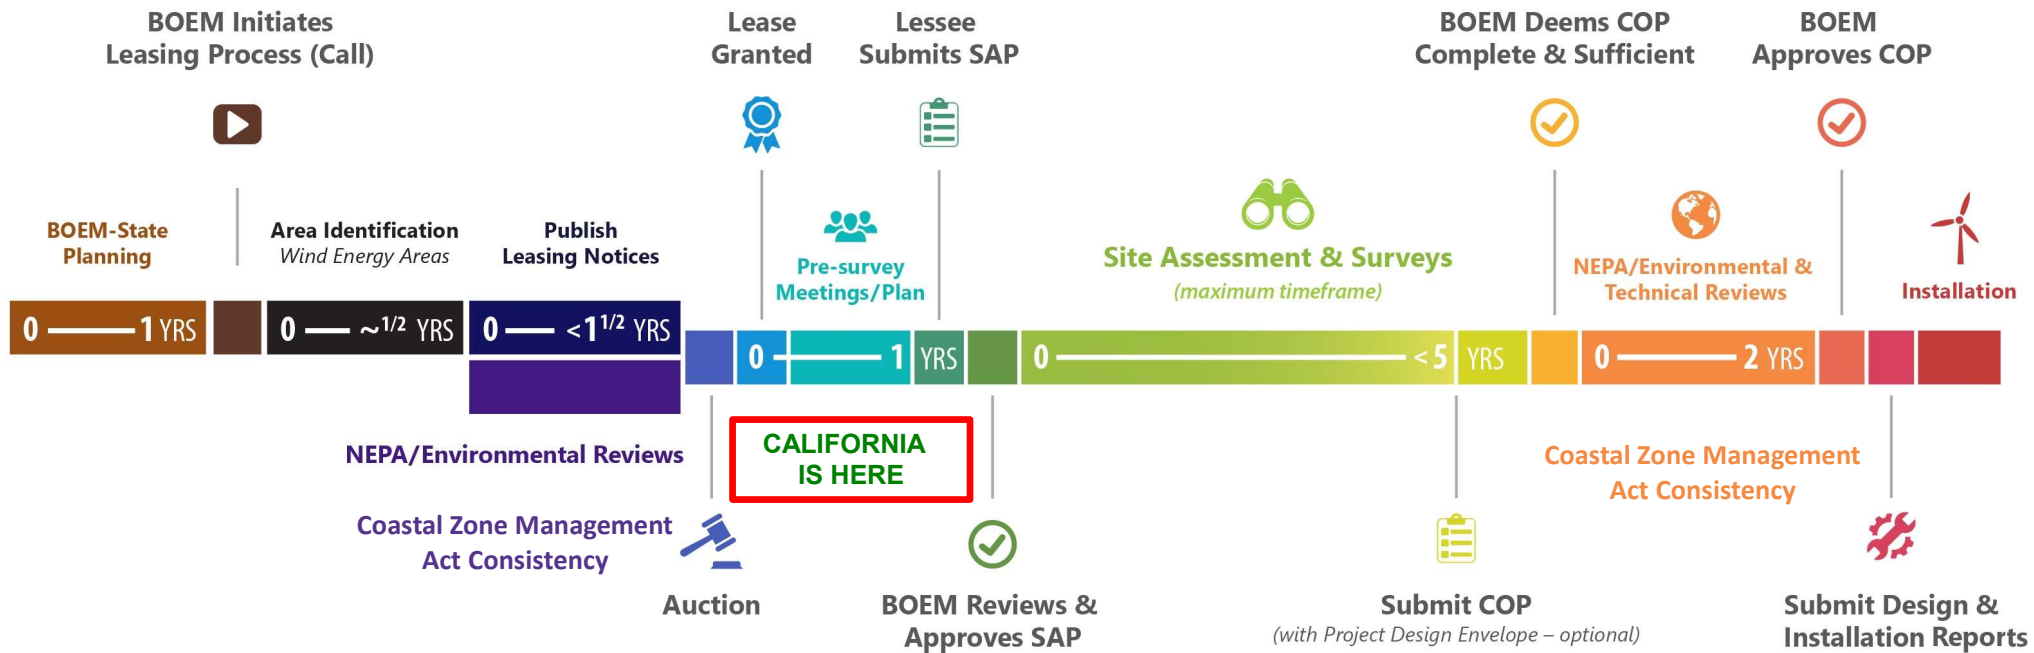 BOEM Initiates
Leasing Process (Call)
Lease
Granted
Lessee
Submits SAP
BOEM Deems COP
Complete & Sufficient
BOEM
Approves COP
BOEM-State
Planning
Area Identification
Wind Energy Areas
Publish
Leasing Notices
Pre-survey
Meetings/Plan
Site Assessment & Surveys
(maximum timeframe)
NEPA/Environmental &
Technical Reviews
Installation
0 — 1 YRS
0 — ~1/2 YRS
0 — <1 1/2 YRS
0 — 1 YRS
0 — <5 YRS
0 — 2 YRS
NEPA/Environmental Reviews
Coastal Zone Management
Act Consistency
CALIFORNIA
IS HERE
Coastal Zone Management
Act Consistency
Auction
BOEM Reviews &
Approves SAP
Submit COP
(with Project Design Envelope – optional)
Submit Design &
Installation Reports